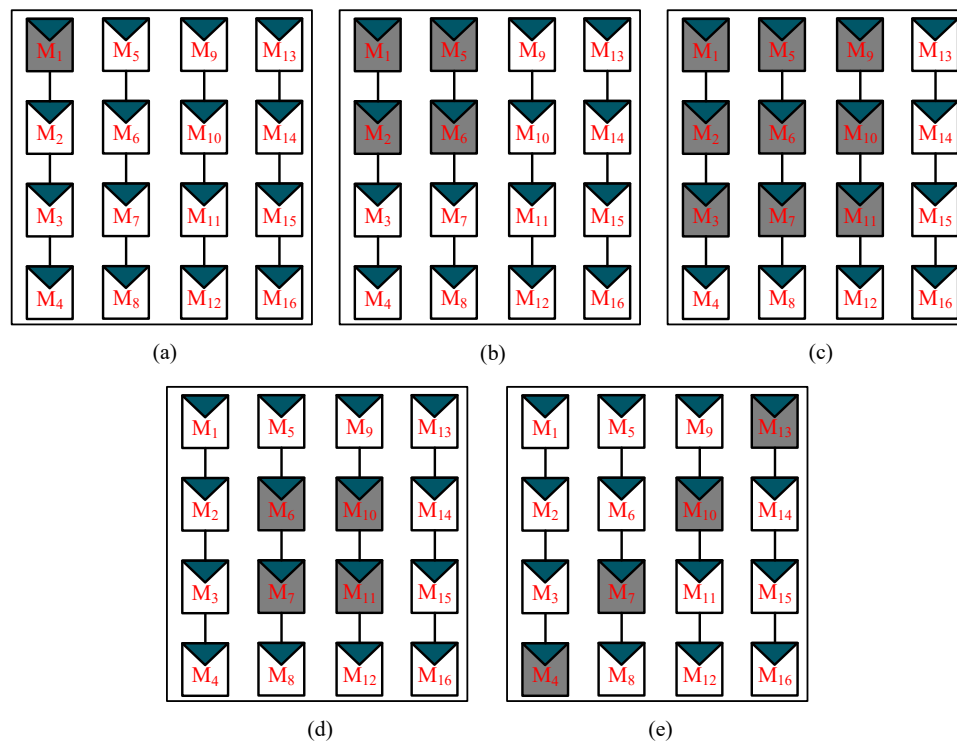 M₁ M₅ M₉ M₁₃ M₁ M₅ M₉ M₁₃ M₁ M₅ M₉ M₁₃
M₂ M₆ M₁₀ M₁₄ M₂ M₆ M₁₀ M₁₄ M₂ M₆ M₁₀ M₁₄
M₃ M₇ M₁₁ M₁₅ M₃ M₇ M₁₁ M₁₅ M₃ M₇ M₁₁ M₁₅
M₄ M₈ M₁₂ M₁₆ M₄ M₈ M₁₂ M₁₆ M₄ M₈ M₁₂ M₁₆
(a) (b) (c)
M₁ M₅ M₉ M₁₃ M₁ M₅ M₉ M₁₃
M₂ M₆ M₁₀ M₁₄ M₂ M₆ M₁₀ M₁₄
M₃ M₇ M₁₁ M₁₅ M₃ M₇ M₁₁ M₁₅
M₄ M₈ M₁₂ M₁₆ M₄ M₈ M₁₂ M₁₆
(d) (e)